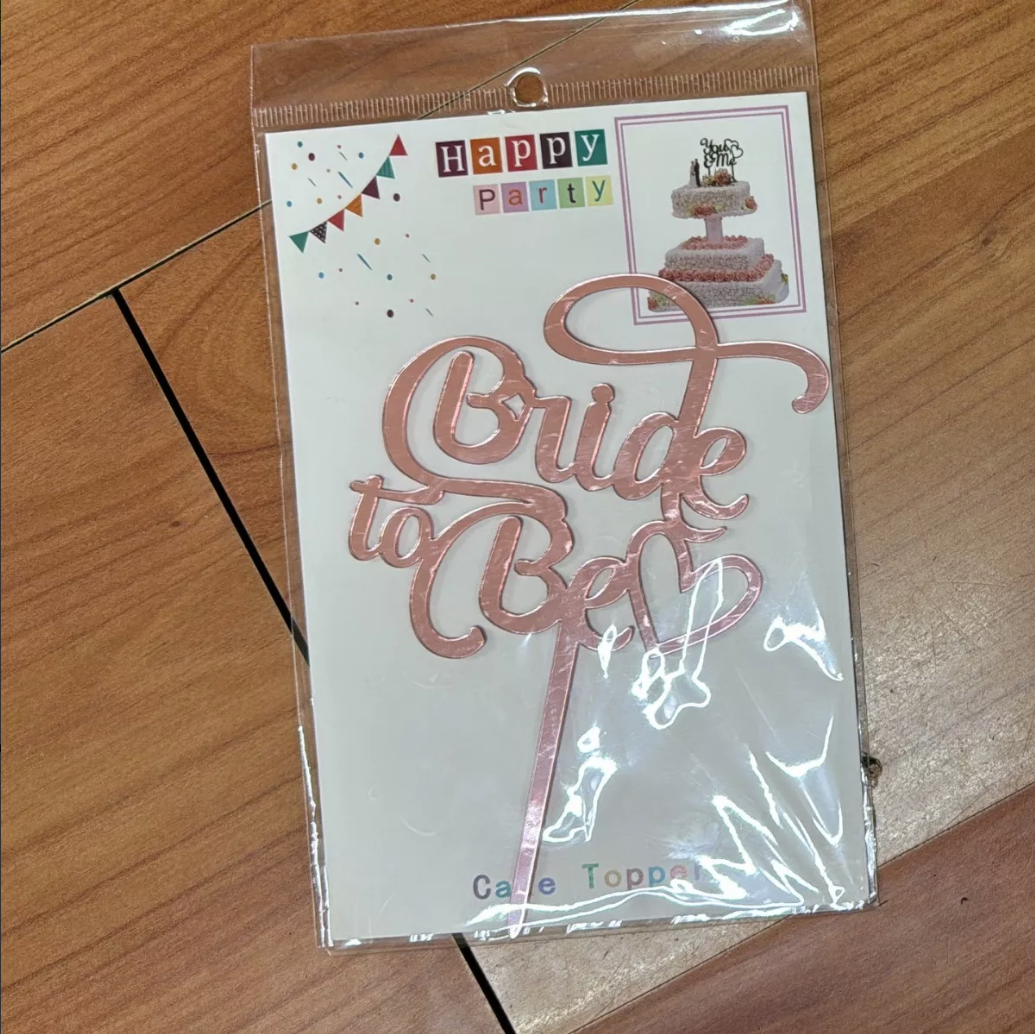 Happy
Party
You
& Me
Bride
to Be
Cake Topper